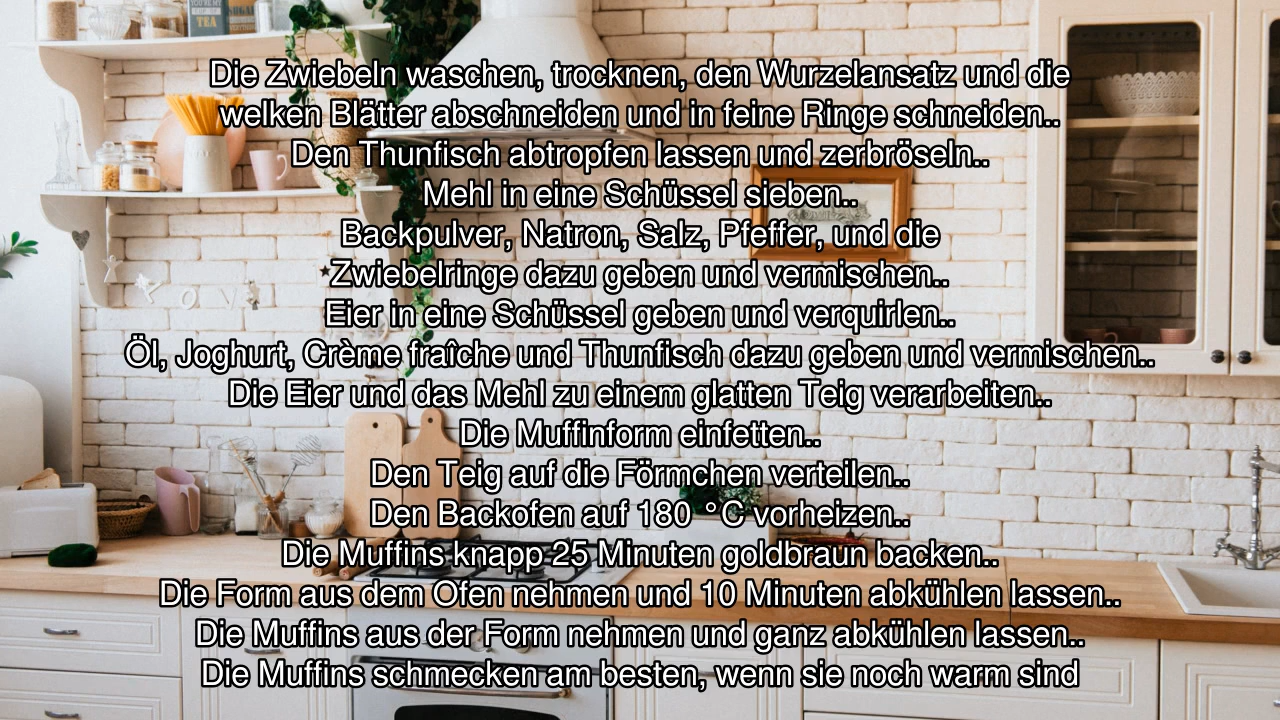 TEA
Die Zwiebeln waschen, trocknen, den Wurzelansatz und die
welken Blätter abschneiden und in feine Ringe schneiden..
Den Thunfisch abtropfen lassen und zerbröseln..
Mehl in eine Schüssel sieben..
Backpulver, Natron, Salz, Pfeffer, und die
Zwiebelringe dazu geben und vermischen..
Eier in eine Schüssel geben und verquirlen..
Öl, Joghurt, Crème fraîche und Thunfisch dazu geben und vermischen..
Die Eier und das Mehl zu einem glatten Teig verarbeiten..
Die Muffinform einfetten..
Den Teig auf die Förmchen verteilen..
Den Backofen auf 180 °C vorheizen..
Die Muffins knapp 25 Minuten goldbraun backen..
Die Form aus dem Ofen nehmen und 10 Minuten abkühlen lassen..
Die Muffins aus der Form nehmen und ganz abkühlen lassen..
Die Muffins schmecken am besten, wenn sie noch warm sind